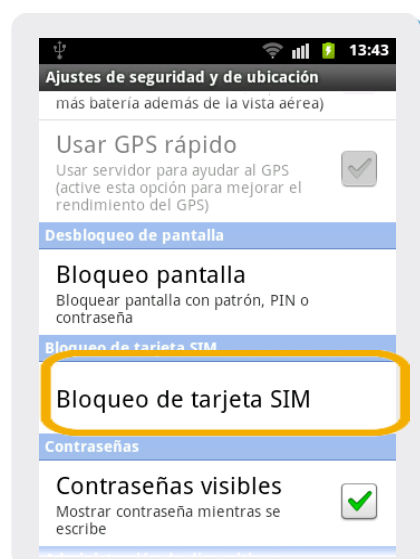 13:43
Ajustes de seguridad y de ubicación
más batería además de la vista aérea)
Usar GPS rápido
Usar servidor para ayudar al GPS
(active esta opción para mejorar el
rendimiento del GPS)
Desbloqueo de pantalla
Bloqueo pantalla
Bloquear pantalla con patrón, PIN o
contraseña
Bloqueo de tarjeta SIM
Bloqueo de tarjeta SIM
Contraseñas
Contraseñas visibles
Mostrar contraseña mientras se
escribe